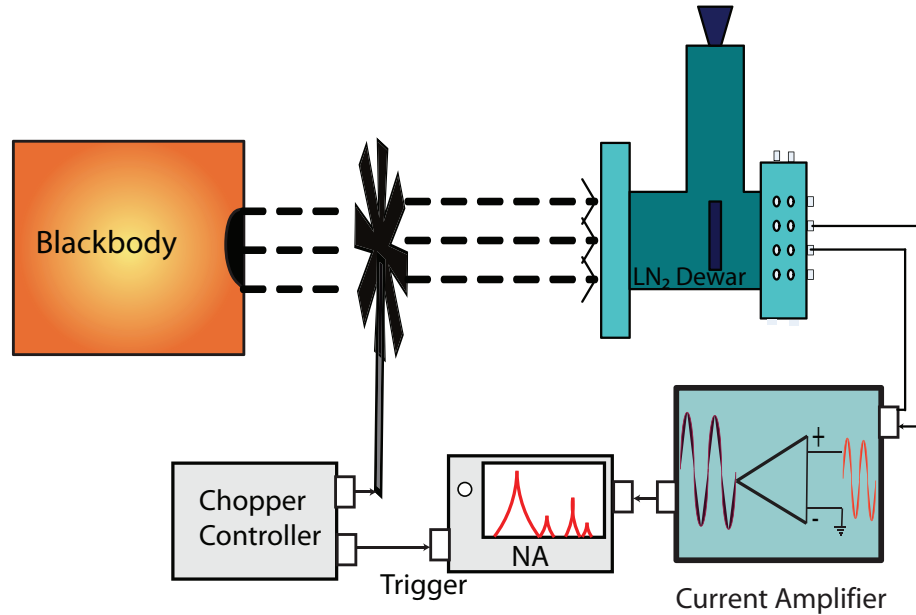 Blackbody
LN₂ Dewar
Chopper
Controller
Trigger
NA
+
-
Current Amplifier